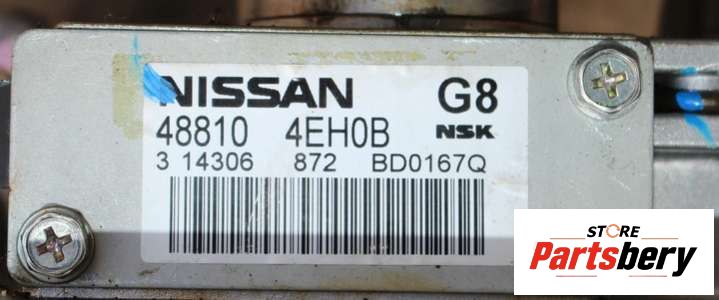 NISSAN G8
48810 4EH0B NSK
3 14306 872 BD0167Q
STORE
Partsbery